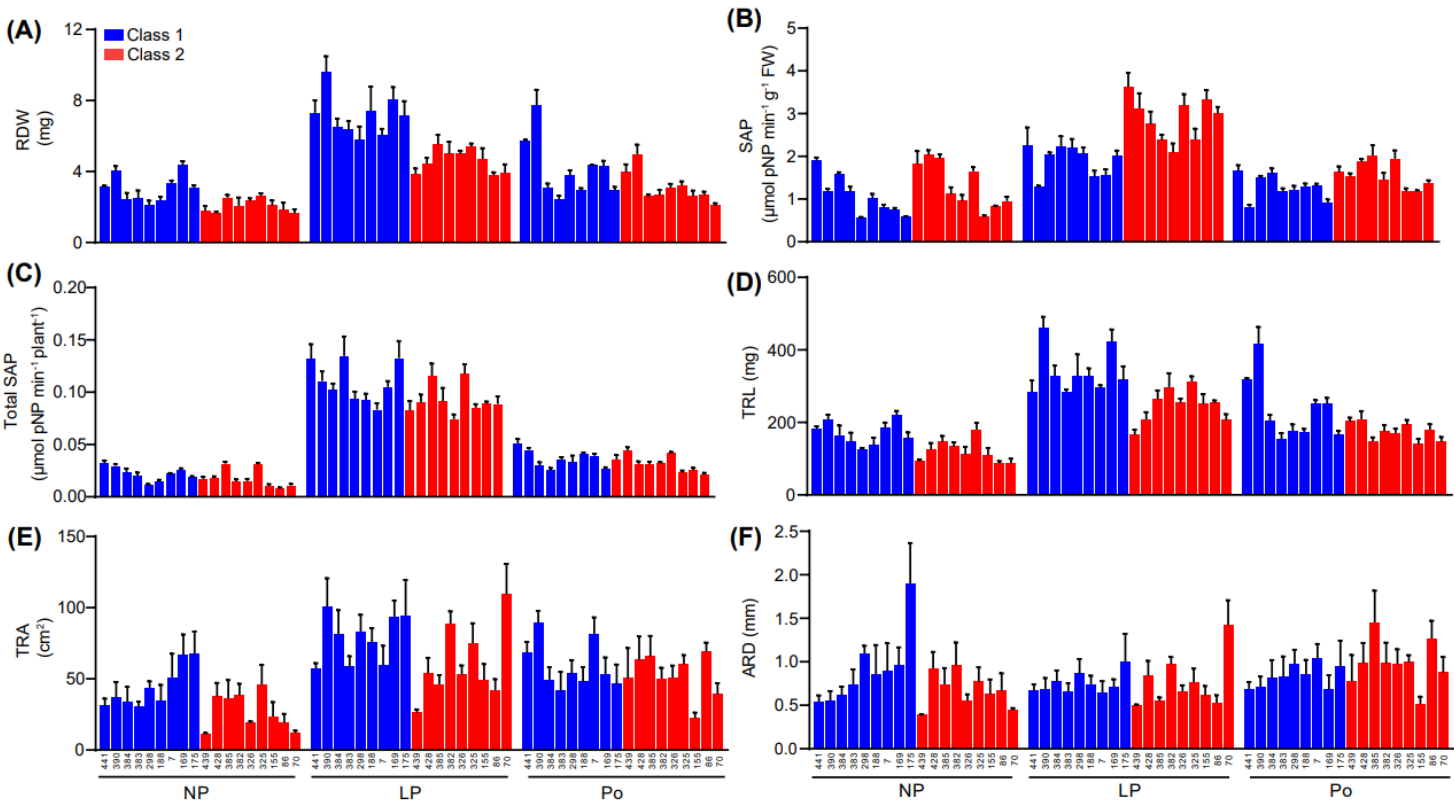 (A)
12
8
4
0
RDW
(mg)
Class 1
Class 2
(B)
5
4
3
2
1
0
SAP
(µmol pNP min⁻¹ g⁻¹ FW)
(C)
0.20
0.15
0.10
0.05
0.00
Total SAP
(µmol pNP min⁻¹ plant⁻¹)
(D)
600
400
200
0
TRL (mg)
(E)
150
100
50
0
TRA
(cm²)
441 390 384 383 298 188 7 169 175 439 428 385 382 326 325 155 86 70 441 390 384 383 298 188 7 169 175 439 428 385 382 326 325 155 86 70 441 390 384 383 298 188 7 169 175 439 428 385 382 326 325 155 86 70
NP LP Po
(F)
2.5
2.0
1.5
1.0
0.5
0.0
ARD (mm)
441 390 384 383 298 188 7 169 175 439 428 385 382 326 325 155 86 70 441 390 384 383 298 188 7 169 175 439 428 385 382 326 325 155 86 70 441 390 384 383 298 188 7 169 175 439 428 385 382 326 325 155 86 70
NP LP Po